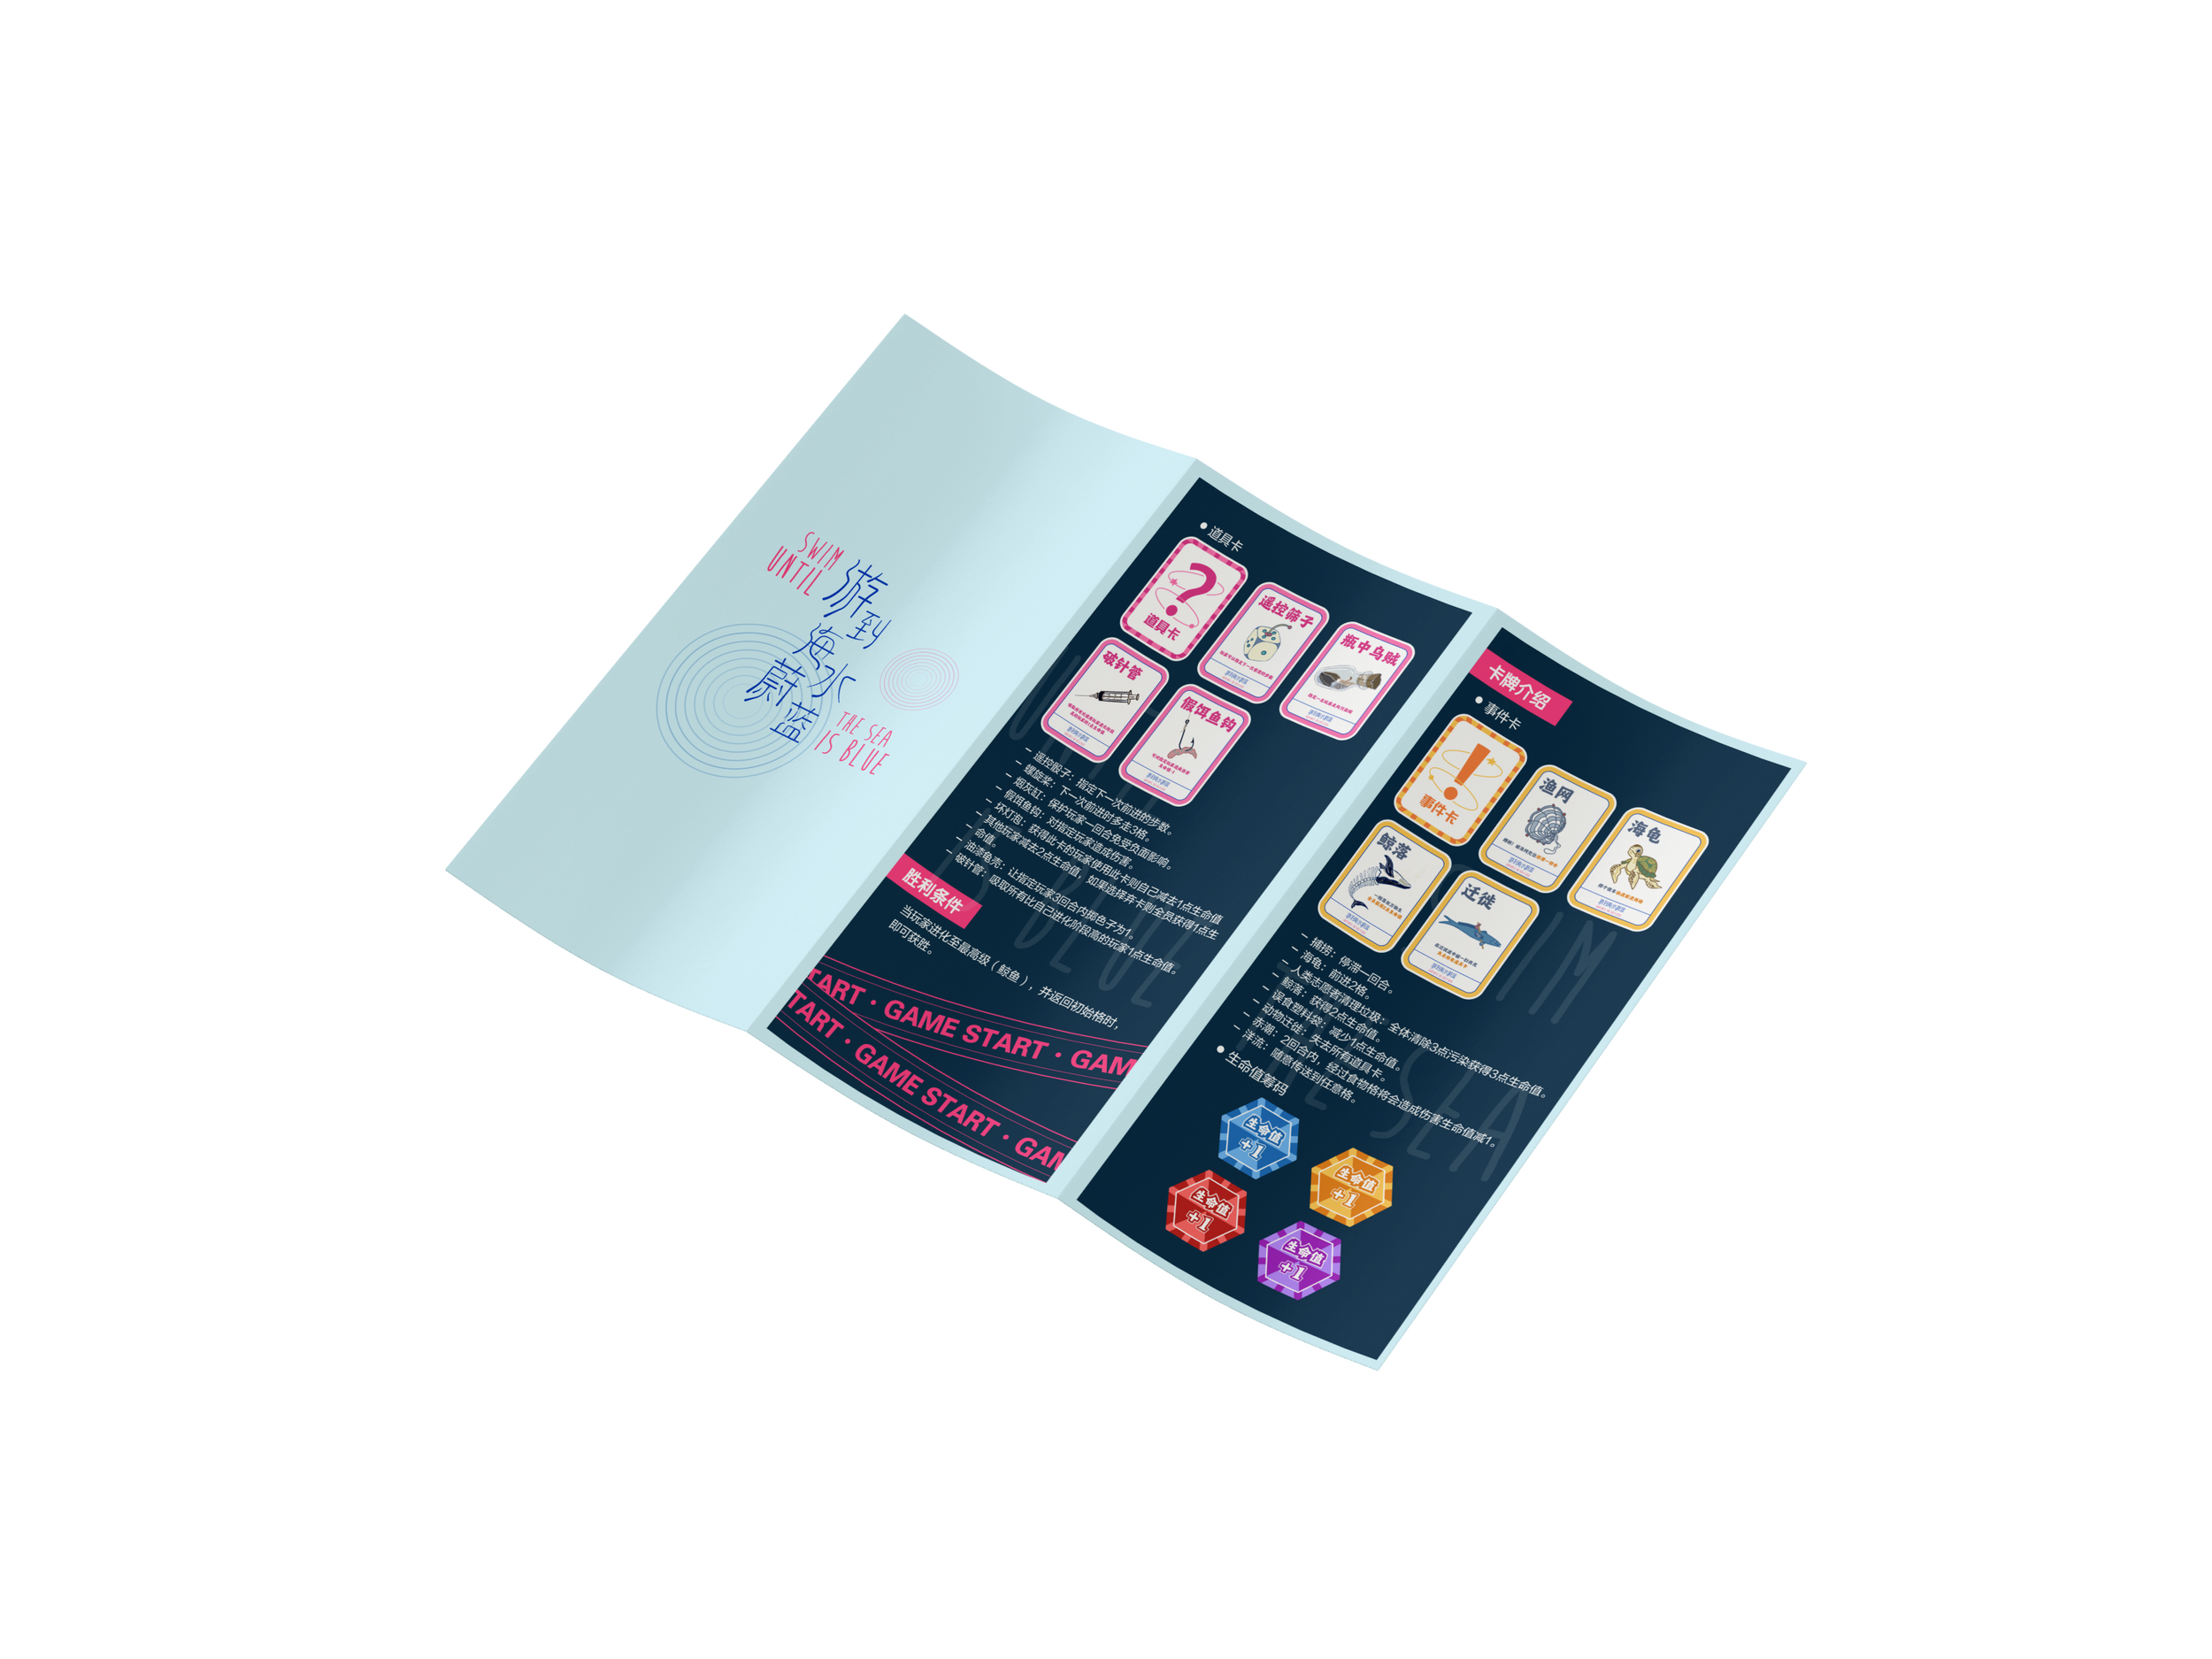 SWIM
UNTIL
游到
海水
蔚蓝
THE SEA
IS BLUE
道具卡
?
道具卡
遥控筛子
瓶中乌贼
破针管
假饵鱼钩
– 遥控骰子：指定下一次前进的步数。
– 螺旋桨：下一次前进时多走3格。
– 烟灰缸：保护玩家一回合免受负面影响。
– 假饵鱼钩：对指定玩家造成伤害。
– 坏灯泡：获得此卡的玩家使用此卡则自己减去1点生命值
其他玩家减去2点生命值，如果选择弃卡则全员获得1点生
命值。
– 油漆龟壳：让指定玩家3回合内掷色子为1。
– 破针管：吸取所有比自己进化阶段高的玩家1点生命值。
胜利条件
当玩家进化至最高级（鲸鱼），并返回初始格时，
即可获胜。
TART · GAME START · GAM
TART · GAME START · GAM
卡牌介绍
事件卡
!
事件卡
渔网
海龟
鲸落
迁徙
– 捕捞：停滞一回合。
– 海龟：前进2格。
– 人类志愿者清理垃圾：全体清除3点污染获得3点生命值。
– 鲸落：获得2点生命值。
– 误食塑料袋：减少1点生命值。
– 动物迁徙：失去所有道具卡。
– 赤潮：2回合内，经过食物格将会造成伤害生命值减1。
– 洋流：随意传送到任意格。
生命值筹码
生命值
+1
生命值
+1
生命值
+1
生命值
+1